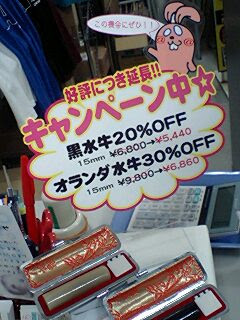 この機会にぜひ!!
好評につき延長!!
キャンペーン中☆
黒水牛20%OFF
15mm ¥6,800→¥5,440
オランダ水牛30%OFF
15mm ¥9,800→¥6,860